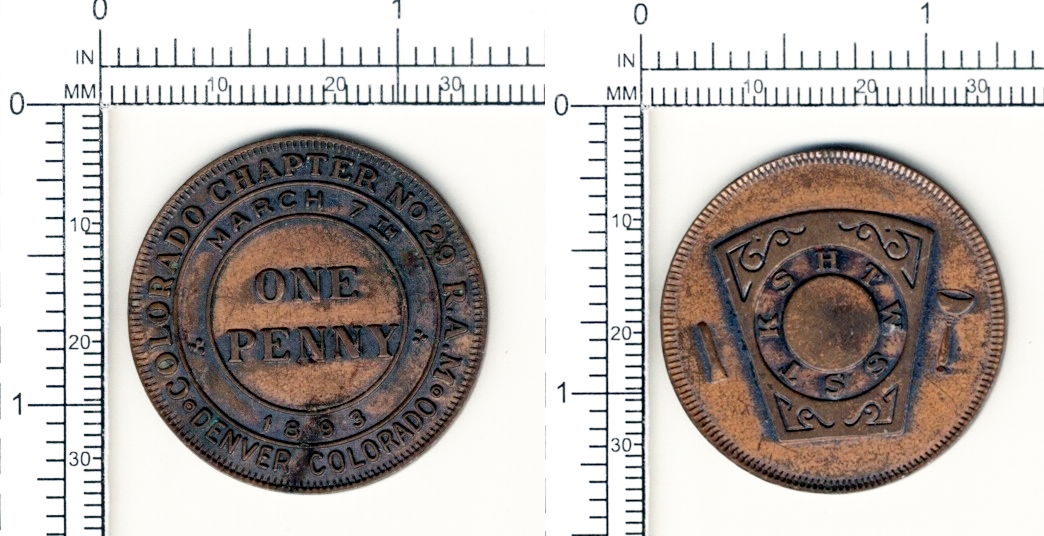 0 1
IN
MM 10 20 30
0
10
20
1
30
COLORADO CHAPTER NO 29 R.A.M.
MARCH 7TH
ONE
PENNY
1893
DENVER COLORADO
0 1
IN
MM 10 20 30
0
10
20
1
30
H T W S S T K S